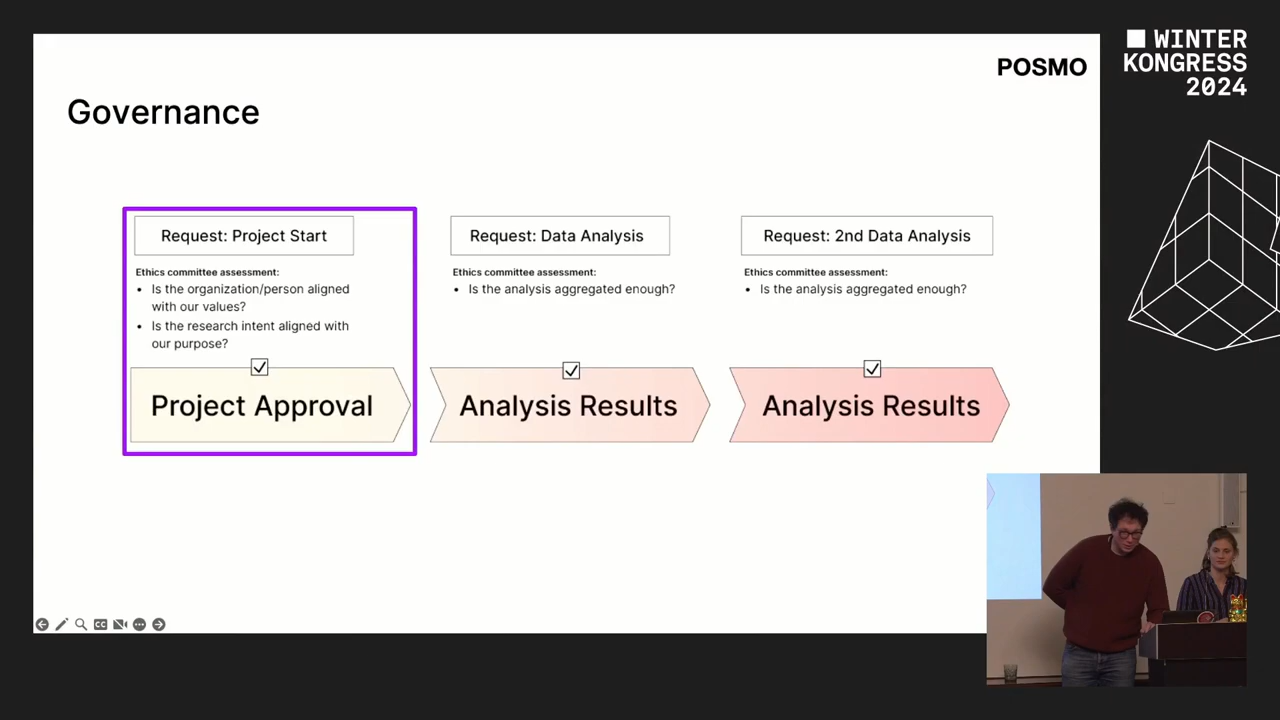 WINTER
KONGRESS
2024
POSMO
Governance
Request: Project Start
Ethics committee assessment:
• Is the organization/person aligned
with our values?
• Is the research intent aligned with
our purpose?
Project Approval
Request: Data Analysis
Ethics committee assessment:
• Is the analysis aggregated enough?
Analysis Results
Request: 2nd Data Analysis
Ethics committee assessment:
• Is the analysis aggregated enough?
Analysis Results
CC